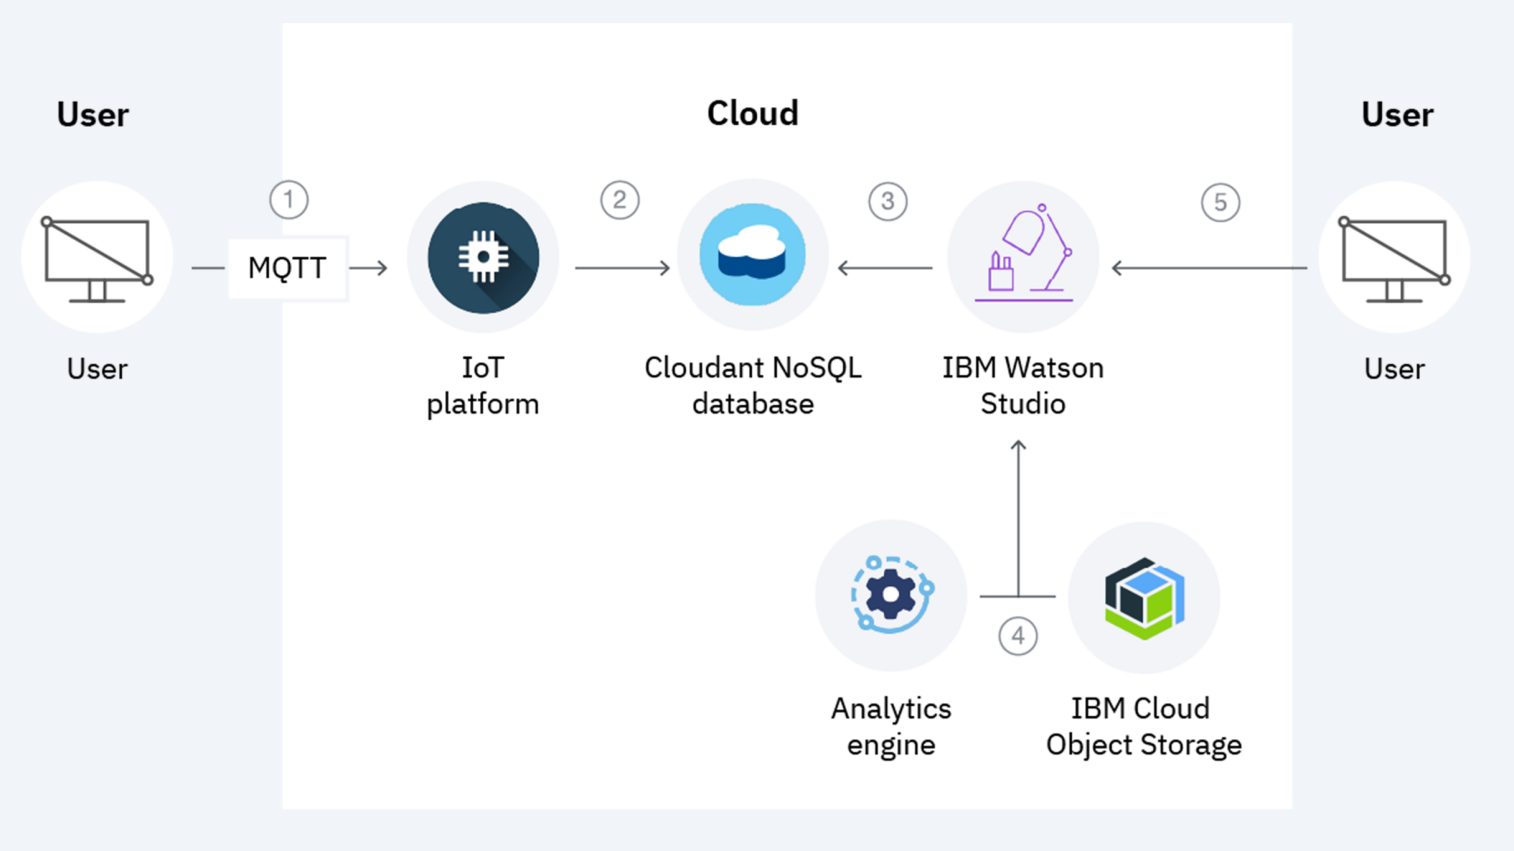 User
Cloud
User
1
2
3
5
MQTT
User
IoT
platform
Cloudant NoSQL
database
IBM Watson
Studio
User
4
Analytics
engine
IBM Cloud
Object Storage